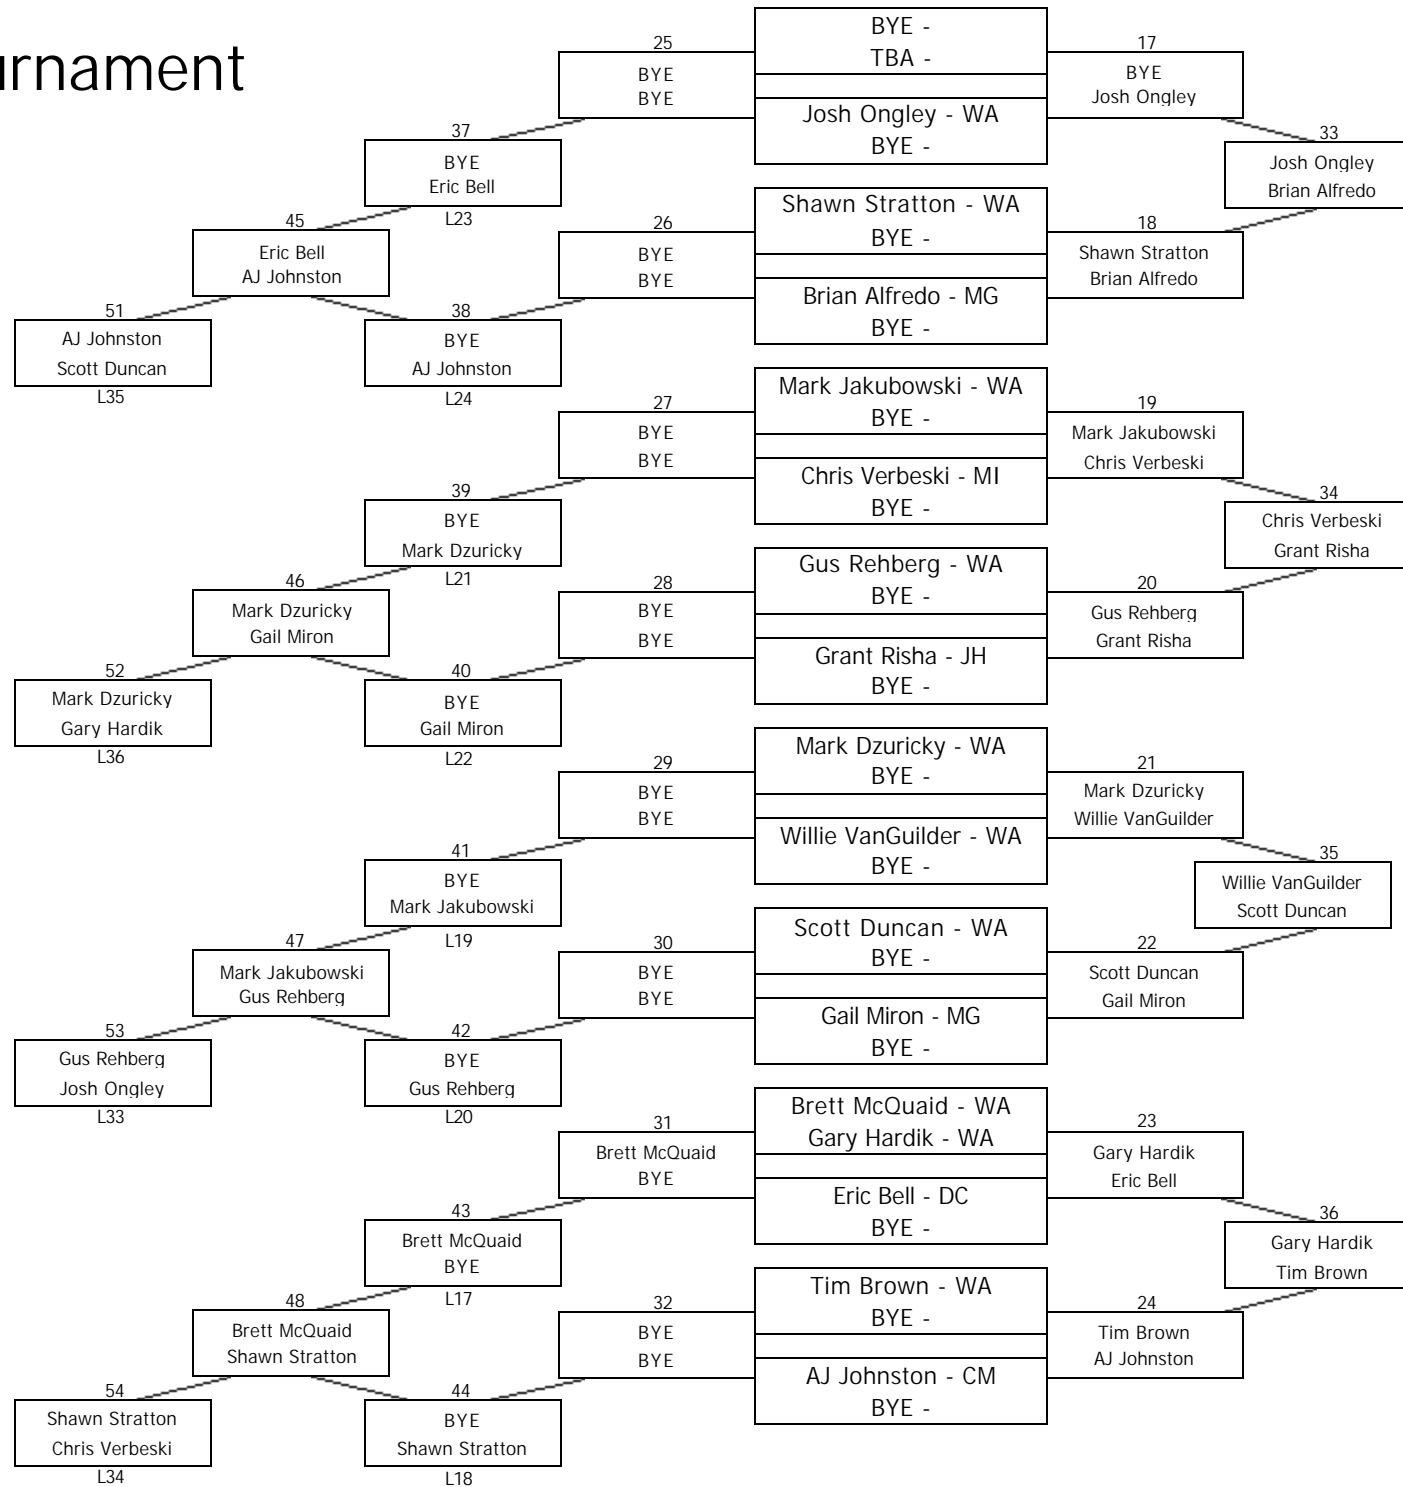 urnament
25
BYE
BYE
BYE -
TBA -
Josh Ongley - WA
BYE -
17
BYE
Josh Ongley
37
BYE
Eric Bell
L23
33
Josh Ongley
Brian Alfredo
45
Eric Bell
AJ Johnston
26
BYE
BYE
Shawn Stratton - WA
BYE -
Brian Alfredo - MG
BYE -
18
Shawn Stratton
Brian Alfredo
51
AJ Johnston
Scott Duncan
L35
38
BYE
AJ Johnston
L24
27
BYE
BYE
Mark Jakubowski - WA
BYE -
Chris Verbeski - MI
BYE -
19
Mark Jakubowski
Chris Verbeski
39
BYE
Mark Dzuricky
L21
34
Chris Verbeski
Grant Risha
46
Mark Dzuricky
Gail Miron
28
BYE
BYE
Gus Rehberg - WA
BYE -
Grant Risha - JH
BYE -
20
Gus Rehberg
Grant Risha
52
Mark Dzuricky
Gary Hardik
L36
40
BYE
Gail Miron
L22
29
BYE
BYE
Mark Dzuricky - WA
BYE -
Willie VanGuilder - WA
BYE -
21
Mark Dzuricky
Willie VanGuilder
41
BYE
Mark Jakubowski
L19
35
Willie VanGuilder
Scott Duncan
47
Mark Jakubowski
Gus Rehberg
30
BYE
BYE
Scott Duncan - WA
BYE -
Gail Miron - MG
BYE -
22
Scott Duncan
Gail Miron
53
Gus Rehberg
Josh Ongley
L33
42
BYE
Gus Rehberg
L20
31
Brett McQuaid
BYE
Brett McQuaid - WA
Gary Hardik - WA
Eric Bell - DC
BYE -
23
Gary Hardik
Eric Bell
43
Brett McQuaid
BYE
L17
36
Gary Hardik
Tim Brown
48
Brett McQuaid
Shawn Stratton
32
BYE
BYE
Tim Brown - WA
BYE -
AJ Johnston - CM
BYE -
24
Tim Brown
AJ Johnston
54
Shawn Stratton
Chris Verbeski
L34
44
BYE
Shawn Stratton
L18